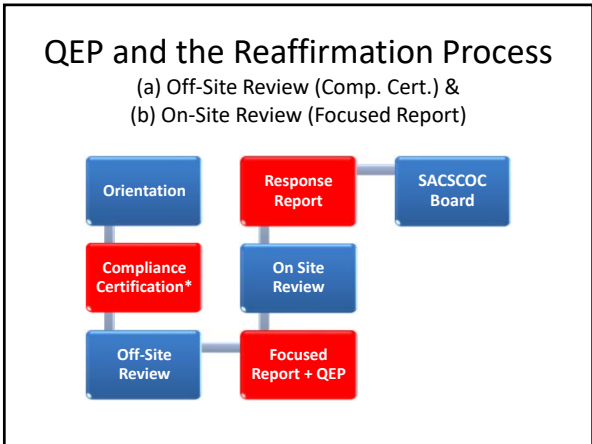 QEP and the Reaffirmation Process
(a) Off-Site Review (Comp. Cert.) &
(b) On-Site Review (Focused Report)
Orientation
Compliance
Certification*
Off-Site
Review
Focused
Report + QEP
On Site
Review
Response
Report
SACSCOC
Board